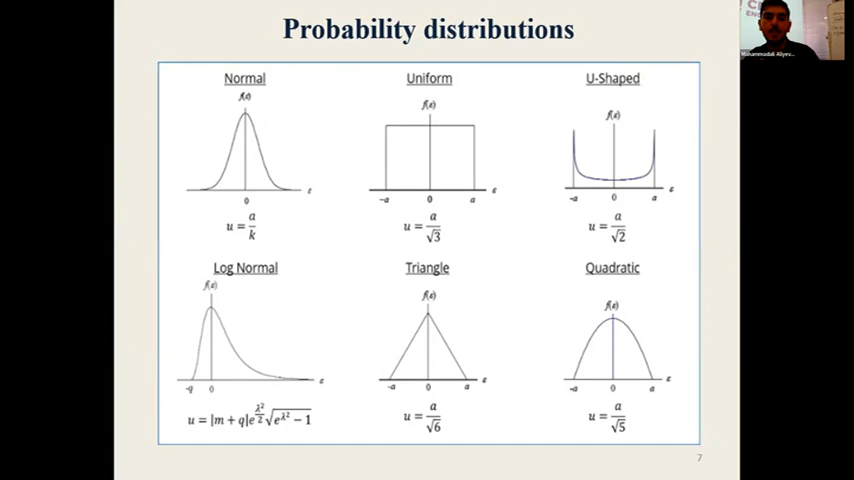 Probability distributions
Normal
Uniform
U-Shaped
f(ε)
f(ε)
f(ε)
ε
ε
ε
0
-a 0 a
-a 0 a
u = a/k
u = a/√3
u = a/√2
Log Normal
Triangle
Quadratic
f(ε)
f(ε)
f(ε)
ε
ε
ε
-q 0
-a 0 a
-a 0 a
u = |m + q|e^(λ²/2)√(e^(λ²) − 1)
u = a/√6
u = a/√5
7